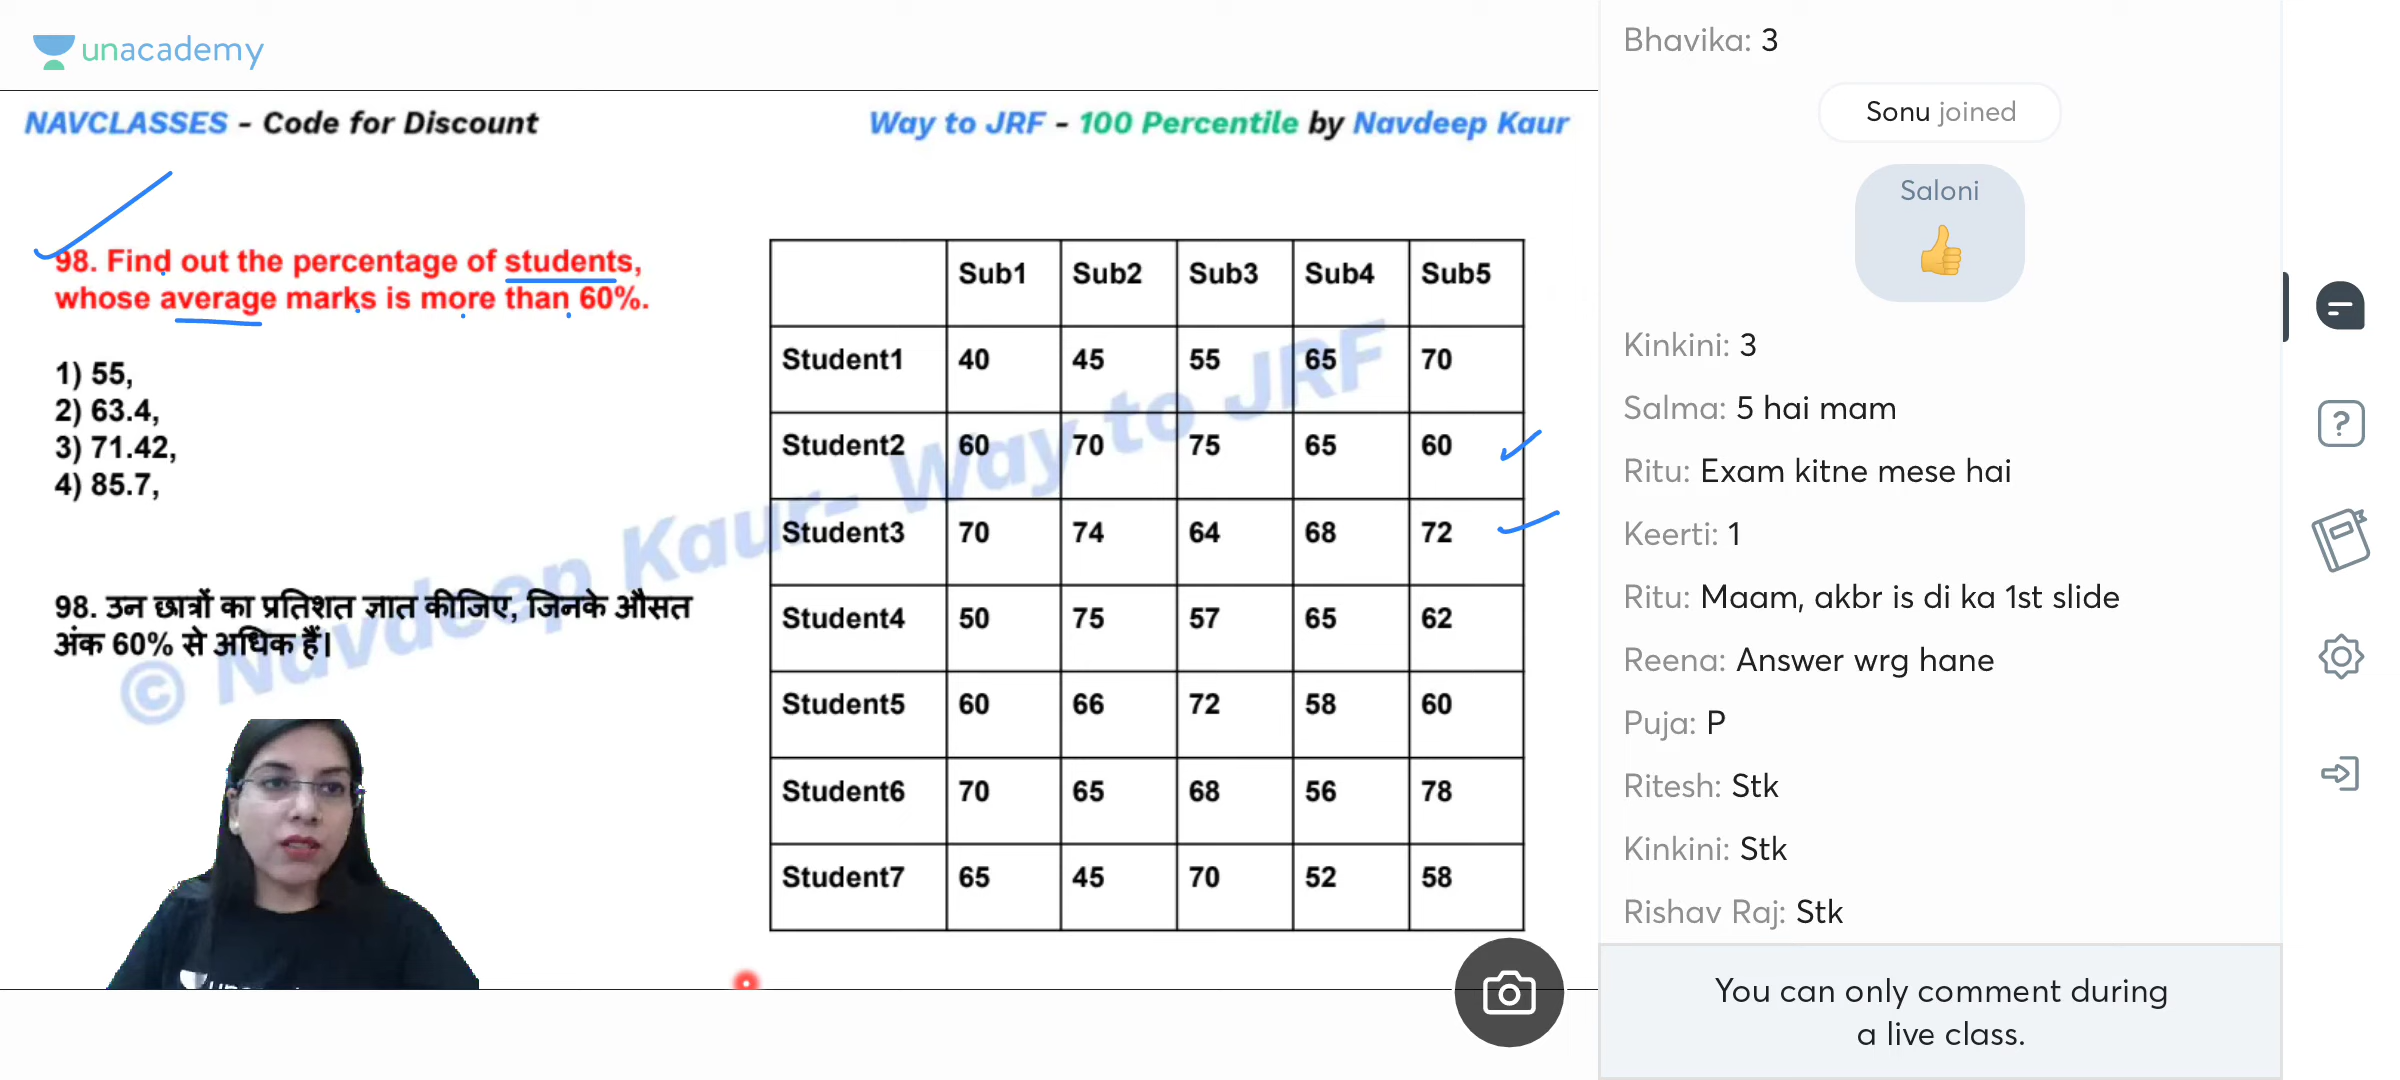 unacademy
NAVCLASSES - Code for Discount
Way to JRF - 100 Percentile by Navdeep Kaur
98. Find out the percentage of students,
whose average marks is more than 60%.
1) 55,
2) 63.4,
3) 71.42,
4) 85.7,
98. उन छात्रों का प्रतिशत ज्ञात कीजिए, जिनके औसत
अंक 60% से अधिक हैं।
Sub1 Sub2 Sub3 Sub4 Sub5
Student1 40 45 55 65 70
Student2 60 70 75 65 60
Student3 70 74 64 68 72
Student4 50 75 57 65 62
Student5 60 66 72 58 60
Student6 70 65 68 56 78
Student7 65 45 70 52 58
© Navdeep Kaur- Way to JRF
Bhavika: 3
Sonu joined
Saloni
Kinkini: 3
Salma: 5 hai mam
Ritu: Exam kitne mese hai
Keerti: 1
Ritu: Maam, akbr is di ka 1st slide
Reena: Answer wrg hane
Puja: P
Ritesh: Stk
Kinkini: Stk
Rishav Raj: Stk
You can only comment during
a live class.